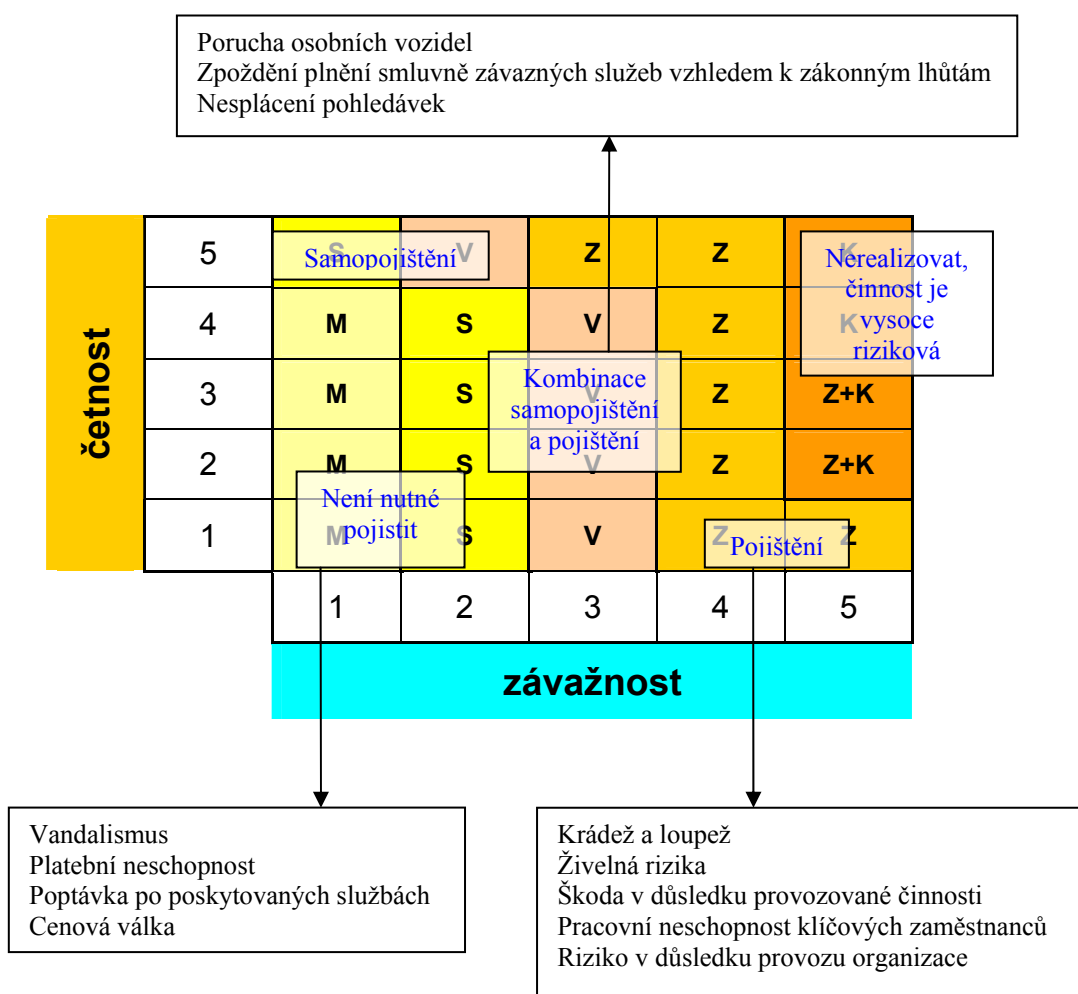 Porucha osobních vozidel
Zpoždění plnění smluvně závazných služeb vzhledem k zákonným lhůtám
Nesplácení pohledávek
četnost
5 S V Z Z K
Samopojištění
Nerealizovat,
činnost je
vysoce
riziková
4 M S V Z K
3 M S V Z Z+K
Kombinace
samopojištění
a pojištění
2 M S V Z Z+K
Není nutné
pojistit
1 M S V Z Z
Pojištění
1 2 3 4 5
závažnost
Vandalismus
Platební neschopnost
Poptávka po poskytovaných službách
Cenová válka
Krádež a loupež
Živelná rizika
Škoda v důsledku provozované činnosti
Pracovní neschopnost klíčových zaměstnanců
Riziko v důsledku provozu organizace